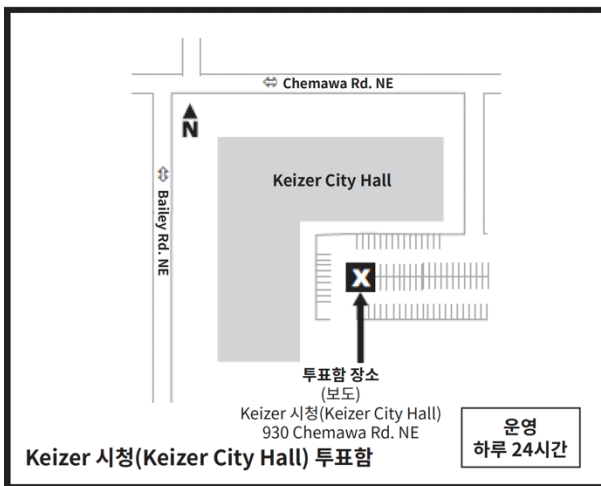 ⇔ Chemawa Rd. NE
N
Keizer City Hall
⇔ Bailey Rd. NE
X
투표함 장소
(보도)
Keizer 시청(Keizer City Hall)
930 Chemawa Rd. NE
운영
하루 24시간
Keizer 시청(Keizer City Hall) 투표함